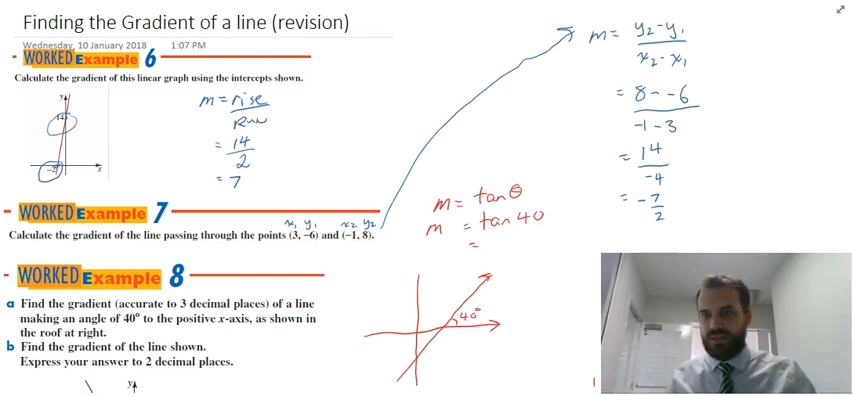 Finding the Gradient of a line (revision)
Wednesday, 10 January 2018 1:07 PM
WORKED Example 6
Calculate the gradient of this linear graph using the intercepts shown.
y
14
-2
x
m = rise
Run
= 14
2
= 7
WORKED Example 7
x₁ y₁ x₂ y₂
Calculate the gradient of the line passing through the points (3, −6) and (−1, 8).
m = y₂ - y₁
x₂ - x₁
= 8 - -6
-1 - 3
= 14
-4
= -7
2
WORKED Example 8
a Find the gradient (accurate to 3 decimal places) of a line
making an angle of 40° to the positive x-axis, as shown in
the roof at right.
b Find the gradient of the line shown.
Express your answer to 2 decimal places.
y
m = tanθ
m = tan 40
=
40°